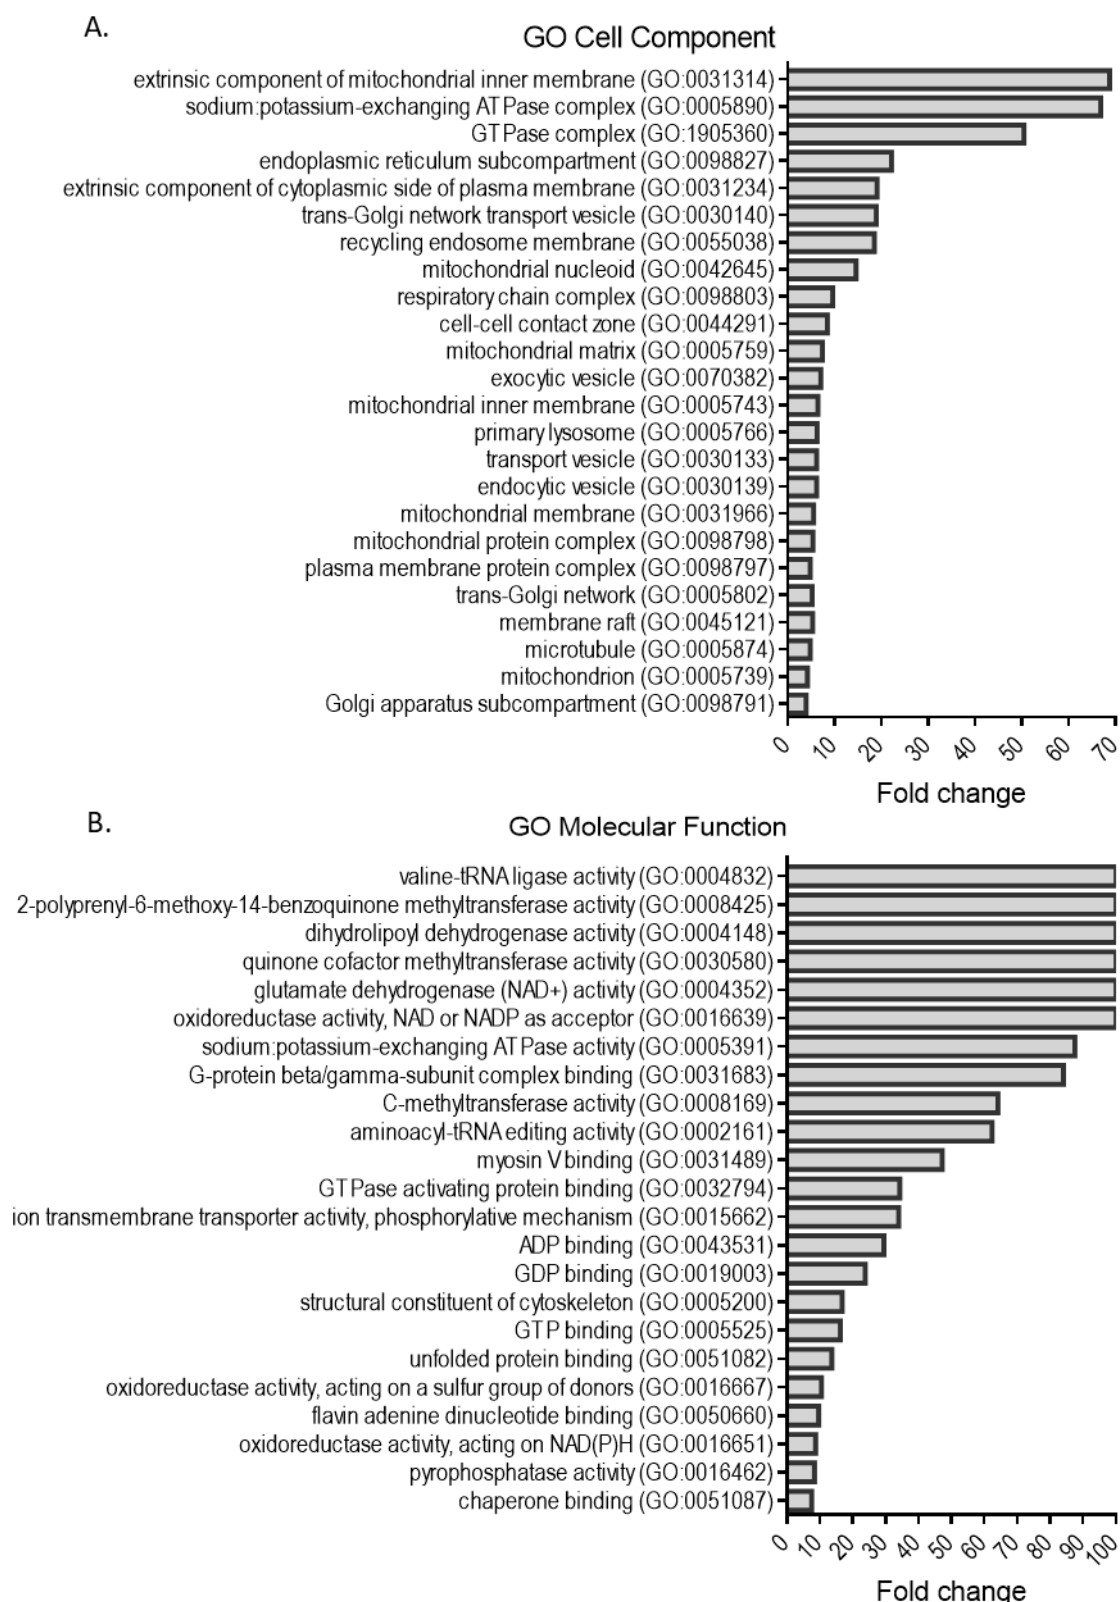 A.
GO Cell Component
extrinsic component of mitochondrial inner membrane (GO:0031314)
sodium:potassium-exchanging ATPase complex (GO:0005890)
GTPase complex (GO:1905360)
endoplasmic reticulum subcompartment (GO:0098827)
extrinsic component of cytoplasmic side of plasma membrane (GO:0031234)
trans-Golgi network transport vesicle (GO:0030140)
recycling endosome membrane (GO:0055038)
mitochondrial nucleoid (GO:0042645)
respiratory chain complex (GO:0098803)
cell-cell contact zone (GO:0044291)
mitochondrial matrix (GO:0005759)
exocytic vesicle (GO:0070382)
mitochondrial inner membrane (GO:0005743)
primary lysosome (GO:0005766)
transport vesicle (GO:0030133)
endocytic vesicle (GO:0030139)
mitochondrial membrane (GO:0031966)
mitochondrial protein complex (GO:0098798)
plasma membrane protein complex (GO:0098797)
trans-Golgi network (GO:0005802)
membrane raft (GO:0045121)
microtubule (GO:0005874)
mitochondrion (GO:0005739)
Golgi apparatus subcompartment (GO:0098791)
0 10 20 30 40 50 60 70
Fold change
B.
GO Molecular Function
valine-tRNA ligase activity (GO:0004832)
2-polyprenyl-6-methoxy-14-benzoquinone methyltransferase activity (GO:0008425)
dihydrolipoyl dehydrogenase activity (GO:0004148)
quinone cofactor methyltransferase activity (GO:0030580)
glutamate dehydrogenase (NAD+) activity (GO:0004352)
oxidoreductase activity, NAD or NADP as acceptor (GO:0016639)
sodium:potassium-exchanging ATPase activity (GO:0005391)
G-protein beta/gamma-subunit complex binding (GO:0031683)
C-methyltransferase activity (GO:0008169)
aminoacyl-tRNA editing activity (GO:0002161)
myosin V binding (GO:0031489)
GTPase activating protein binding (GO:0032794)
ion transmembrane transporter activity, phosphorylative mechanism (GO:0015662)
ADP binding (GO:0043531)
GDP binding (GO:0019003)
structural constituent of cytoskeleton (GO:0005200)
GTP binding (GO:0005525)
unfolded protein binding (GO:0051082)
oxidoreductase activity, acting on a sulfur group of donors (GO:0016667)
flavin adenine dinucleotide binding (GO:0050660)
oxidoreductase activity, acting on NAD(P)H (GO:0016651)
pyrophosphatase activity (GO:0016462)
chaperone binding (GO:0051087)
0 10 20 30 40 50 60 70 80 90 100
Fold change